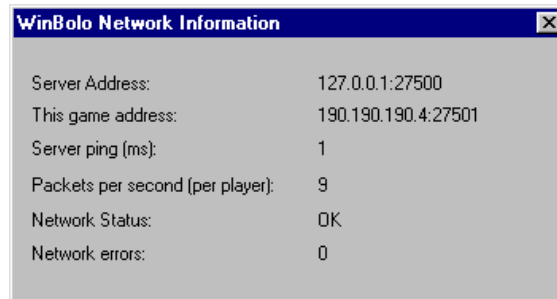 WinBolo Network Information
Server Address: 127.0.0.1:27500
This game address: 190.190.190.4:27501
Server ping (ms): 1
Packets per second (per player): 9
Network Status: OK
Network errors: 0